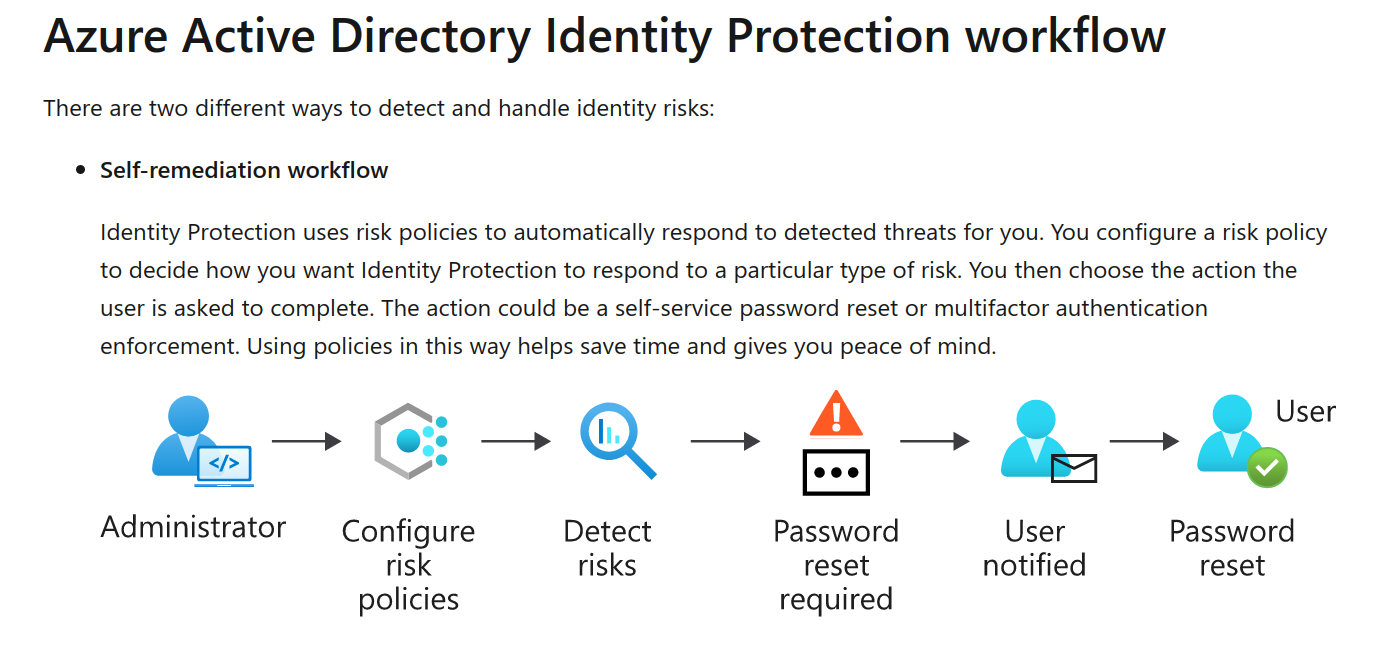 Azure Active Directory Identity Protection workflow
There are two different ways to detect and handle identity risks:
• Self-remediation workflow
Identity Protection uses risk policies to automatically respond to detected threats for you. You configure a risk policy
to decide how you want Identity Protection to respond to a particular type of risk. You then choose the action the
user is asked to complete. The action could be a self-service password reset or multifactor authentication
enforcement. Using policies in this way helps save time and gives you peace of mind.
User
</>
Administrator
Configure
risk
policies
Detect
risks
Password
reset
required
User
notified
Password
reset